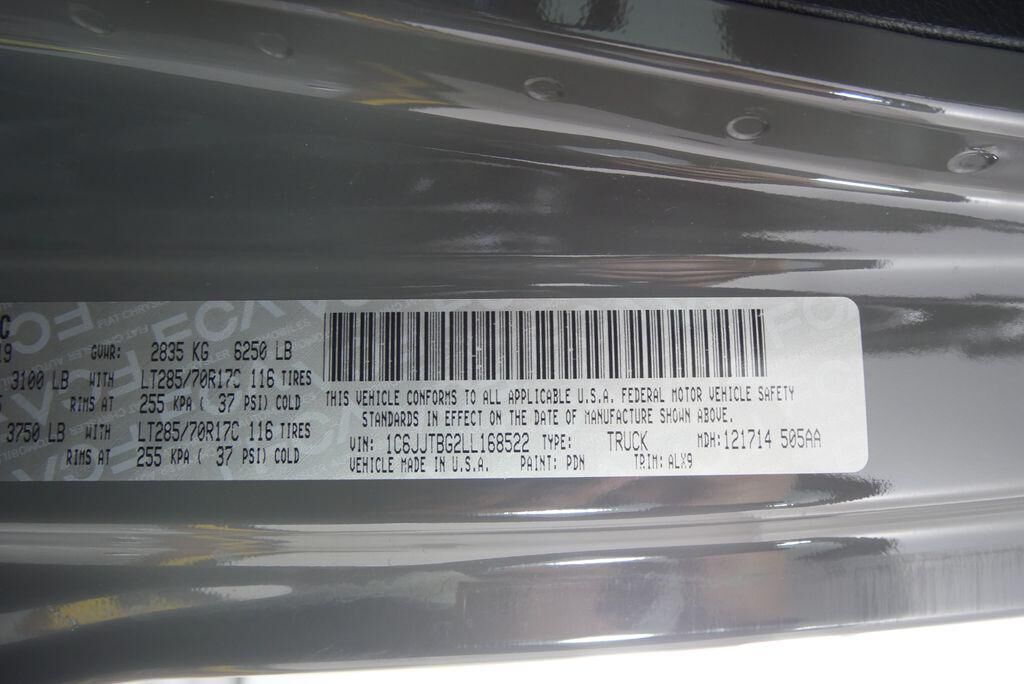 C
19 GVWR: 2835 KG 6250 LB
3100 LB WITH LT285/70R17C 116 TIRES
RIMS AT 255 KPA ( 37 PSI) COLD
3750 LB WITH LT285/70R17C 116 TIRES
RIMS AT 255 KPA ( 37 PSI) COLD
THIS VEHICLE CONFORMS TO ALL APPLICABLE U.S.A. FEDERAL MOTOR VEHICLE SAFETY
STANDARDS IN EFFECT ON THE DATE OF MANUFACTURE SHOWN ABOVE.
VIN: 1C6JJTBG2LL168522 TYPE: TRUCK MDH:121714 505AA
VEHICLE MADE IN U.S.A. PAINT: PDN TRIM: ALX9